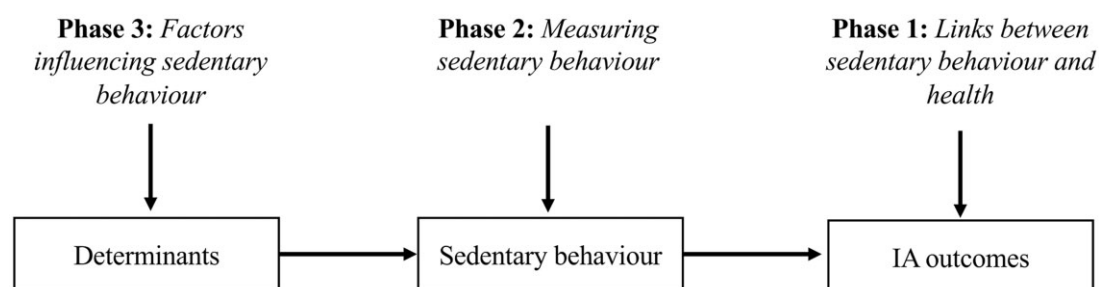 Phase 3: Factors
influencing sedentary
behaviour
Phase 2: Measuring
sedentary behaviour
Phase 1: Links between
sedentary behaviour and
health
Determinants
Sedentary behaviour
IA outcomes